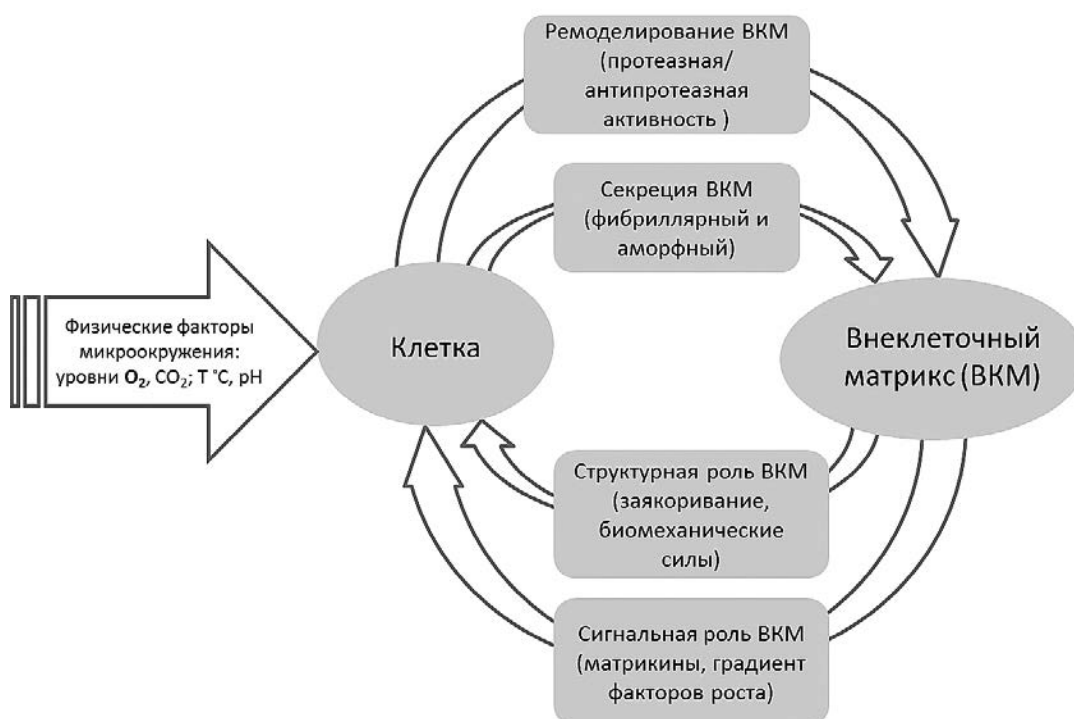 Ремоделирование ВКМ
(протеазная/
антипротеазная
активность )
Секреция ВКМ
(фибриллярный и
аморфный)
Физические факторы
микроокружения:
уровни O₂, CO₂; T °C, pH
Клетка
Внеклеточный
матрикс (ВКМ)
Структурная роль ВКМ
(заякоривание,
биомеханические
силы)
Сигнальная роль ВКМ
(матрикины, градиент
факторов роста)